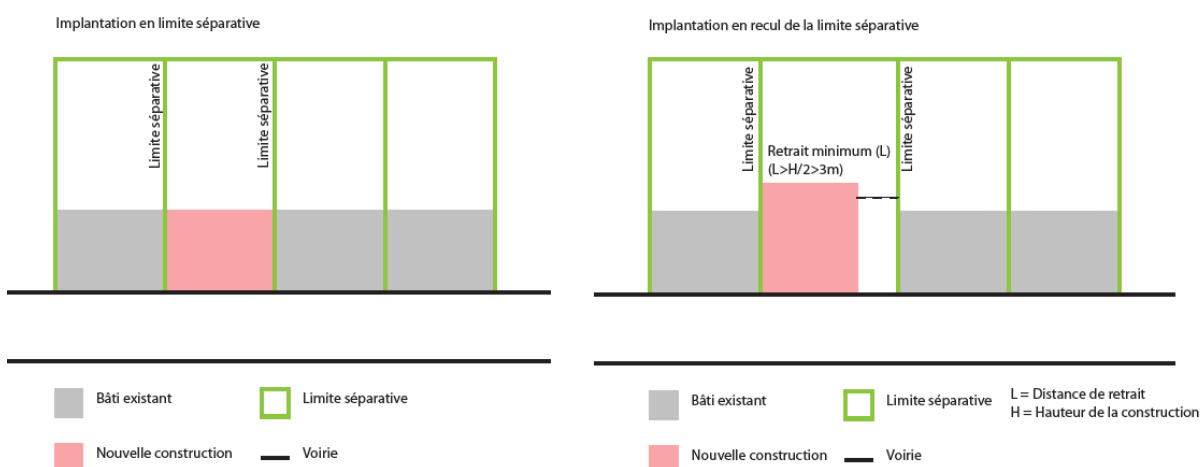 Implantation en limite séparative
Limite séparative
Limite séparative
Bâti existant
Limite séparative
Nouvelle construction
Voirie
Implantation en recul de la limite séparative
Limite séparative
Retrait minimum (L)
(L>H/2>3m)
Limite séparative
Bâti existant
Limite séparative
L = Distance de retrait
H = Hauteur de la construction
Nouvelle construction
Voirie